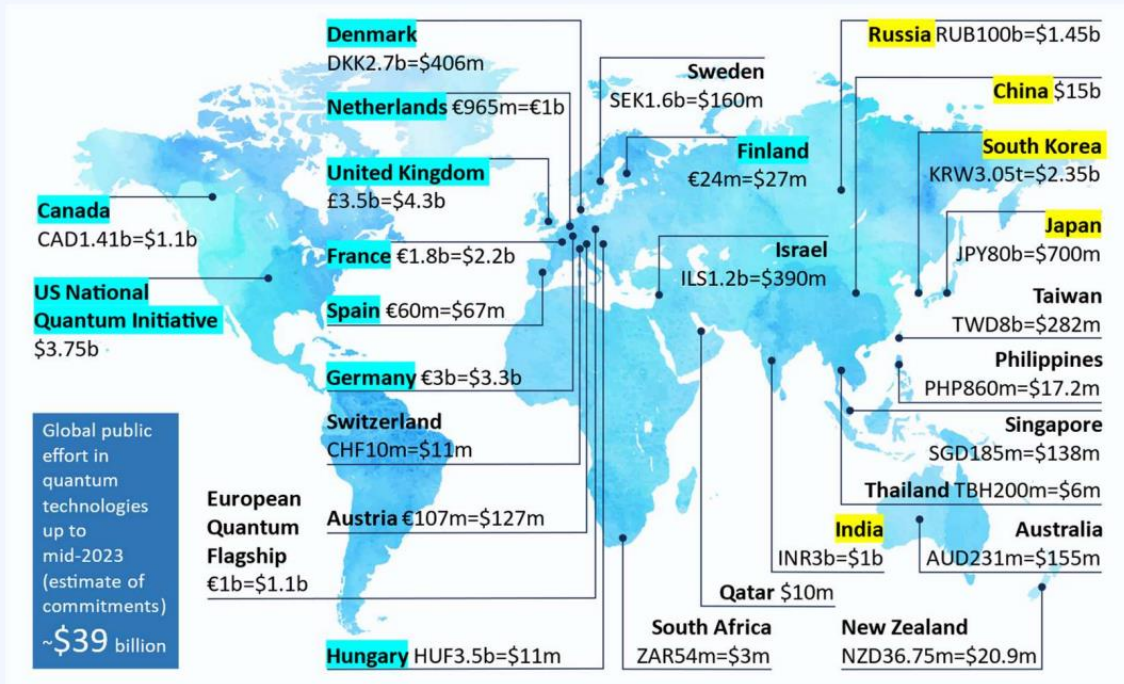 Denmark
DKK2.7b=$406m
Netherlands €965m=€1b
United Kingdom
£3.5b=$4.3b
France €1.8b=$2.2b
Spain €60m=$67m
Germany €3b=$3.3b
Switzerland
CHF10m=$11m
Austria €107m=$127m
Hungary HUF3.5b=$11m
Canada
CAD1.41b=$1.1b
US National
Quantum Initiative
$3.75b
Global public
effort in
quantum
technologies
up to
mid-2023
(estimate of
commitments)
~$39 billion
European
Quantum
Flagship
€1b=$1.1b
Sweden
SEK1.6b=$160m
Finland
€24m=$27m
Israel
ILS1.2b=$390m
Russia RUB100b=$1.45b
China $15b
South Korea
KRW3.05t=$2.35b
Japan
JPY80b=$700m
Taiwan
TWD8b=$282m
Philippines
PHP860m=$17.2m
Singapore
SGD185m=$138m
Thailand TBH200m=$6m
India
INR3b=$1b
Australia
AUD231m=$155m
Qatar $10m
South Africa
ZAR54m=$3m
New Zealand
NZD36.75m=$20.9m